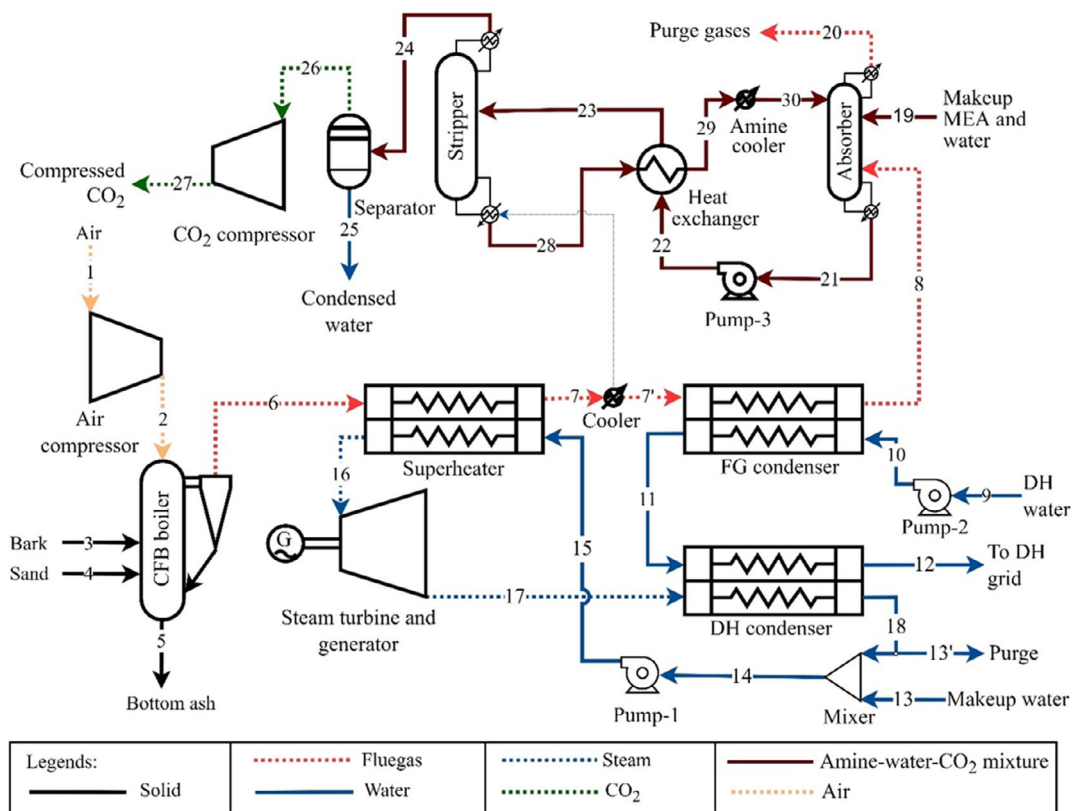 24
20
Purge gases
26
23
29
30
Amine
cooler
19
Makeup
MEA and
water
Stripper
Absorber
Compressed
CO₂
27
CO₂ compressor
Separator
25
28
Heat
exchanger
22
21
8
Pump-3
Condensed
water
Air
1
Air
compressor
2
6
7
7'
Cooler
Superheater
FG condenser
16
15
11
10
9
DH
water
Pump-2
Bark
3
Sand
4
CFB boiler
5
Bottom ash
G
Steam turbine and
generator
17
12
To DH
grid
DH condenser
18
13'
Purge
14
13
Makeup water
Pump-1
Mixer
Legends:
Solid
Fluegas
Water
Steam
CO₂
Amine-water-CO₂ mixture
Air